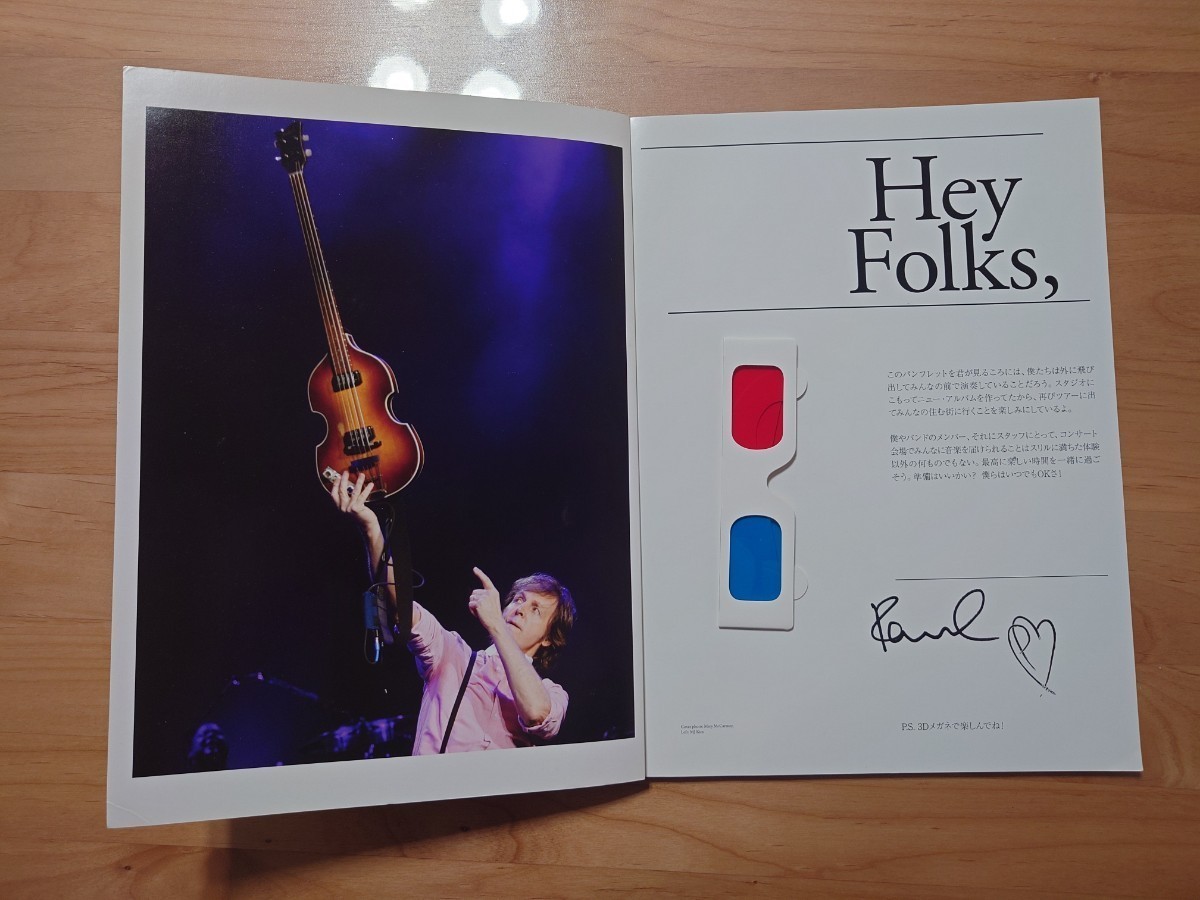 Hey
Folks,
このパンフレットを君が見るころには、僕たちは外に飛び
出してみんなの前で演奏していることだろう。スタジオに
こもってニュー・アルバムを作ってたから、再びツアーに出
てみんなの住む街に行くことを楽しみにしているよ。
僕やバンドのメンバー、それにスタッフにとって、コンサート
会場でみんなに音楽を届けられることはスリルに満ちた体験
以外の何ものでもない。最高に楽しい時間を一緒に過ご
そう。準備はいいかい？ 僕らはいつでもOKさ！
Paul
P.S. 3Dメガネで楽しんでね！